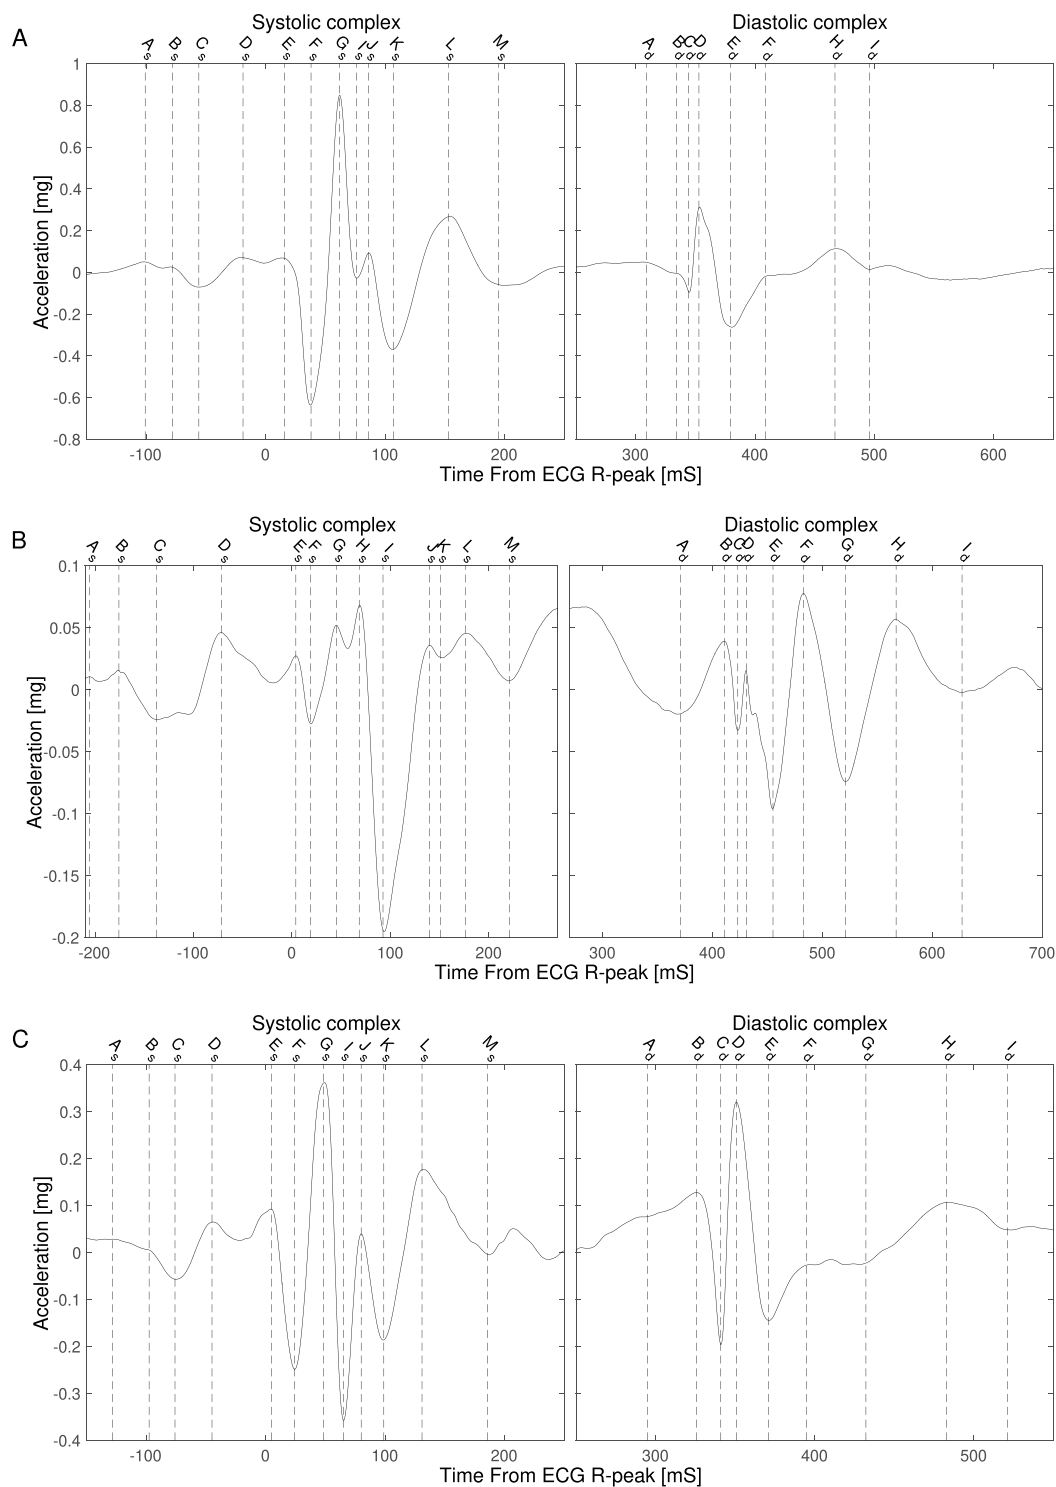 A
Systolic complex
Diastolic complex
As Bs Cs Ds Es Fs Gs Is Js Ks Ls Ms
Ad Bd Cd Dd Ed Fd Hd Id
1
0.8
0.6
0.4
0.2
0
-0.2
-0.4
-0.6
-0.8
Acceleration [mg]
-100 0 100 200
300 400 500 600
Time From ECG R-peak [mS]
B
Systolic complex
Diastolic complex
As Bs Cs Ds Es Fs Gs Hs Is Js Ks Ls Ms
Ad Bd Cd Dd Ed Fd Gd Hd Id
0.1
0.05
0
-0.05
-0.1
-0.15
-0.2
Acceleration [mg]
-200 -100 0 100 200
300 400 500 600 700
Time From ECG R-peak [mS]
C
Systolic complex
Diastolic complex
As Bs Cs Ds Es Fs Gs Is Js Ks Ls Ms
Ad Bd Cd Dd Ed Fd Gd Hd Id
0.4
0.3
0.2
0.1
0
-0.1
-0.2
-0.3
-0.4
Acceleration [mg]
-100 0 100 200
300 400 500
Time From ECG R-peak [mS]